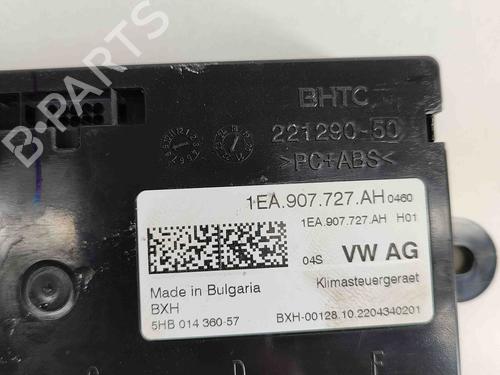 B-PARTS
BHTC
221290-50
>PC+ABS<
1EA.907.727.AH 0460
1EA.907.727.AH H01
04S VW AG
Made in Bulgaria Klimasteuergeraet
BXH
5HB 014 360-57 BXH-00128.10.2204340201